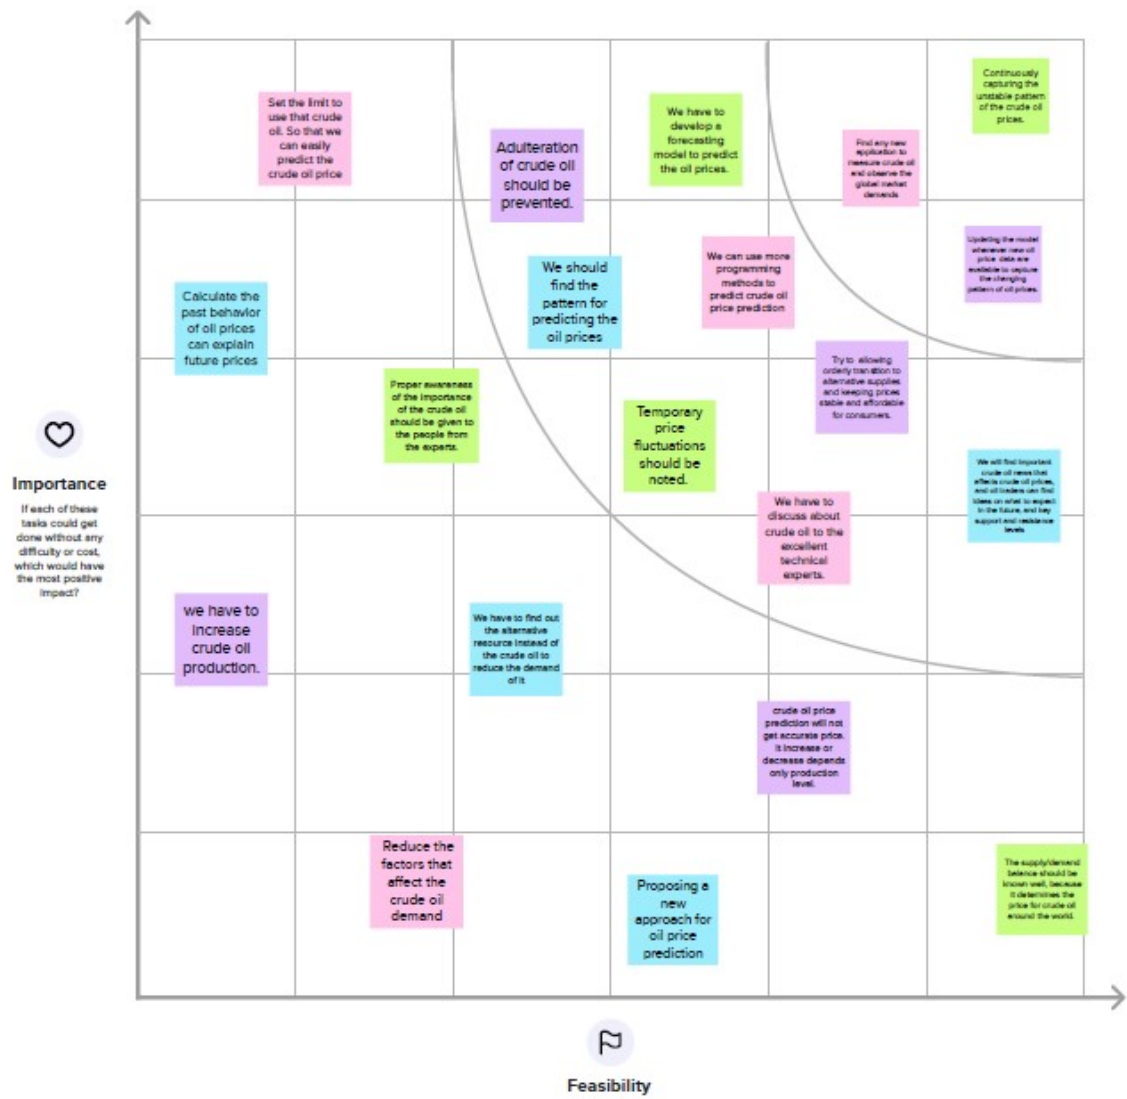 Continuously
capturing the
unstable pattern
of the crude oil
prices.
Set the limit to
use that crude
oil. So that we
can easily
predict the
crude oil price
We have to
develop a
forecasting
model to predict
the oil prices.
Adulteration
of crude oil
should be
prevented.
Find any new
application to
measure crude oil
and observe the
global market
demands
Updating the model
whenever new oil
price data are
available to capture
the changing
pattern of oil prices.
We can use more
programming
methods to
predict crude oil
price prediction
We should
find the
pattern for
predicting the
oil prices
Calculate the
past behavior
of oil prices
can explain
future prices
Try to allowing
orderly transition to
alternative supplies
and keeping prices
stable and affordable
for consumers.
Proper awareness
of the importance
of the crude oil
should be given to
the people from
the experts.
Temporary
price
fluctuations
should be
noted.
We will find important
crude oil news that
affects crude oil prices,
and oil traders can find
ideas on what to expect
in the future, and key
support and resistance
levels
Importance
If each of these
tasks could get
done without any
difficulty or cost,
which would have
the most positive
impact?
We have to
discuss about
crude oil to the
excellent
technical
experts.
we have to
increase
crude oil
production.
We have to find out
the alternative
resource instead of
the crude oil to
reduce the demand
of it
crude oil price
prediction will not
get accurate price.
It increase or
decrease depends
only production
level.
Reduce the
factors that
affect the
crude oil
demand
Proposing a
new
approach for
oil price
prediction
The supply/demand
balance should be
known well, because
it determines the
price for crude oil
around the world.
Feasibility